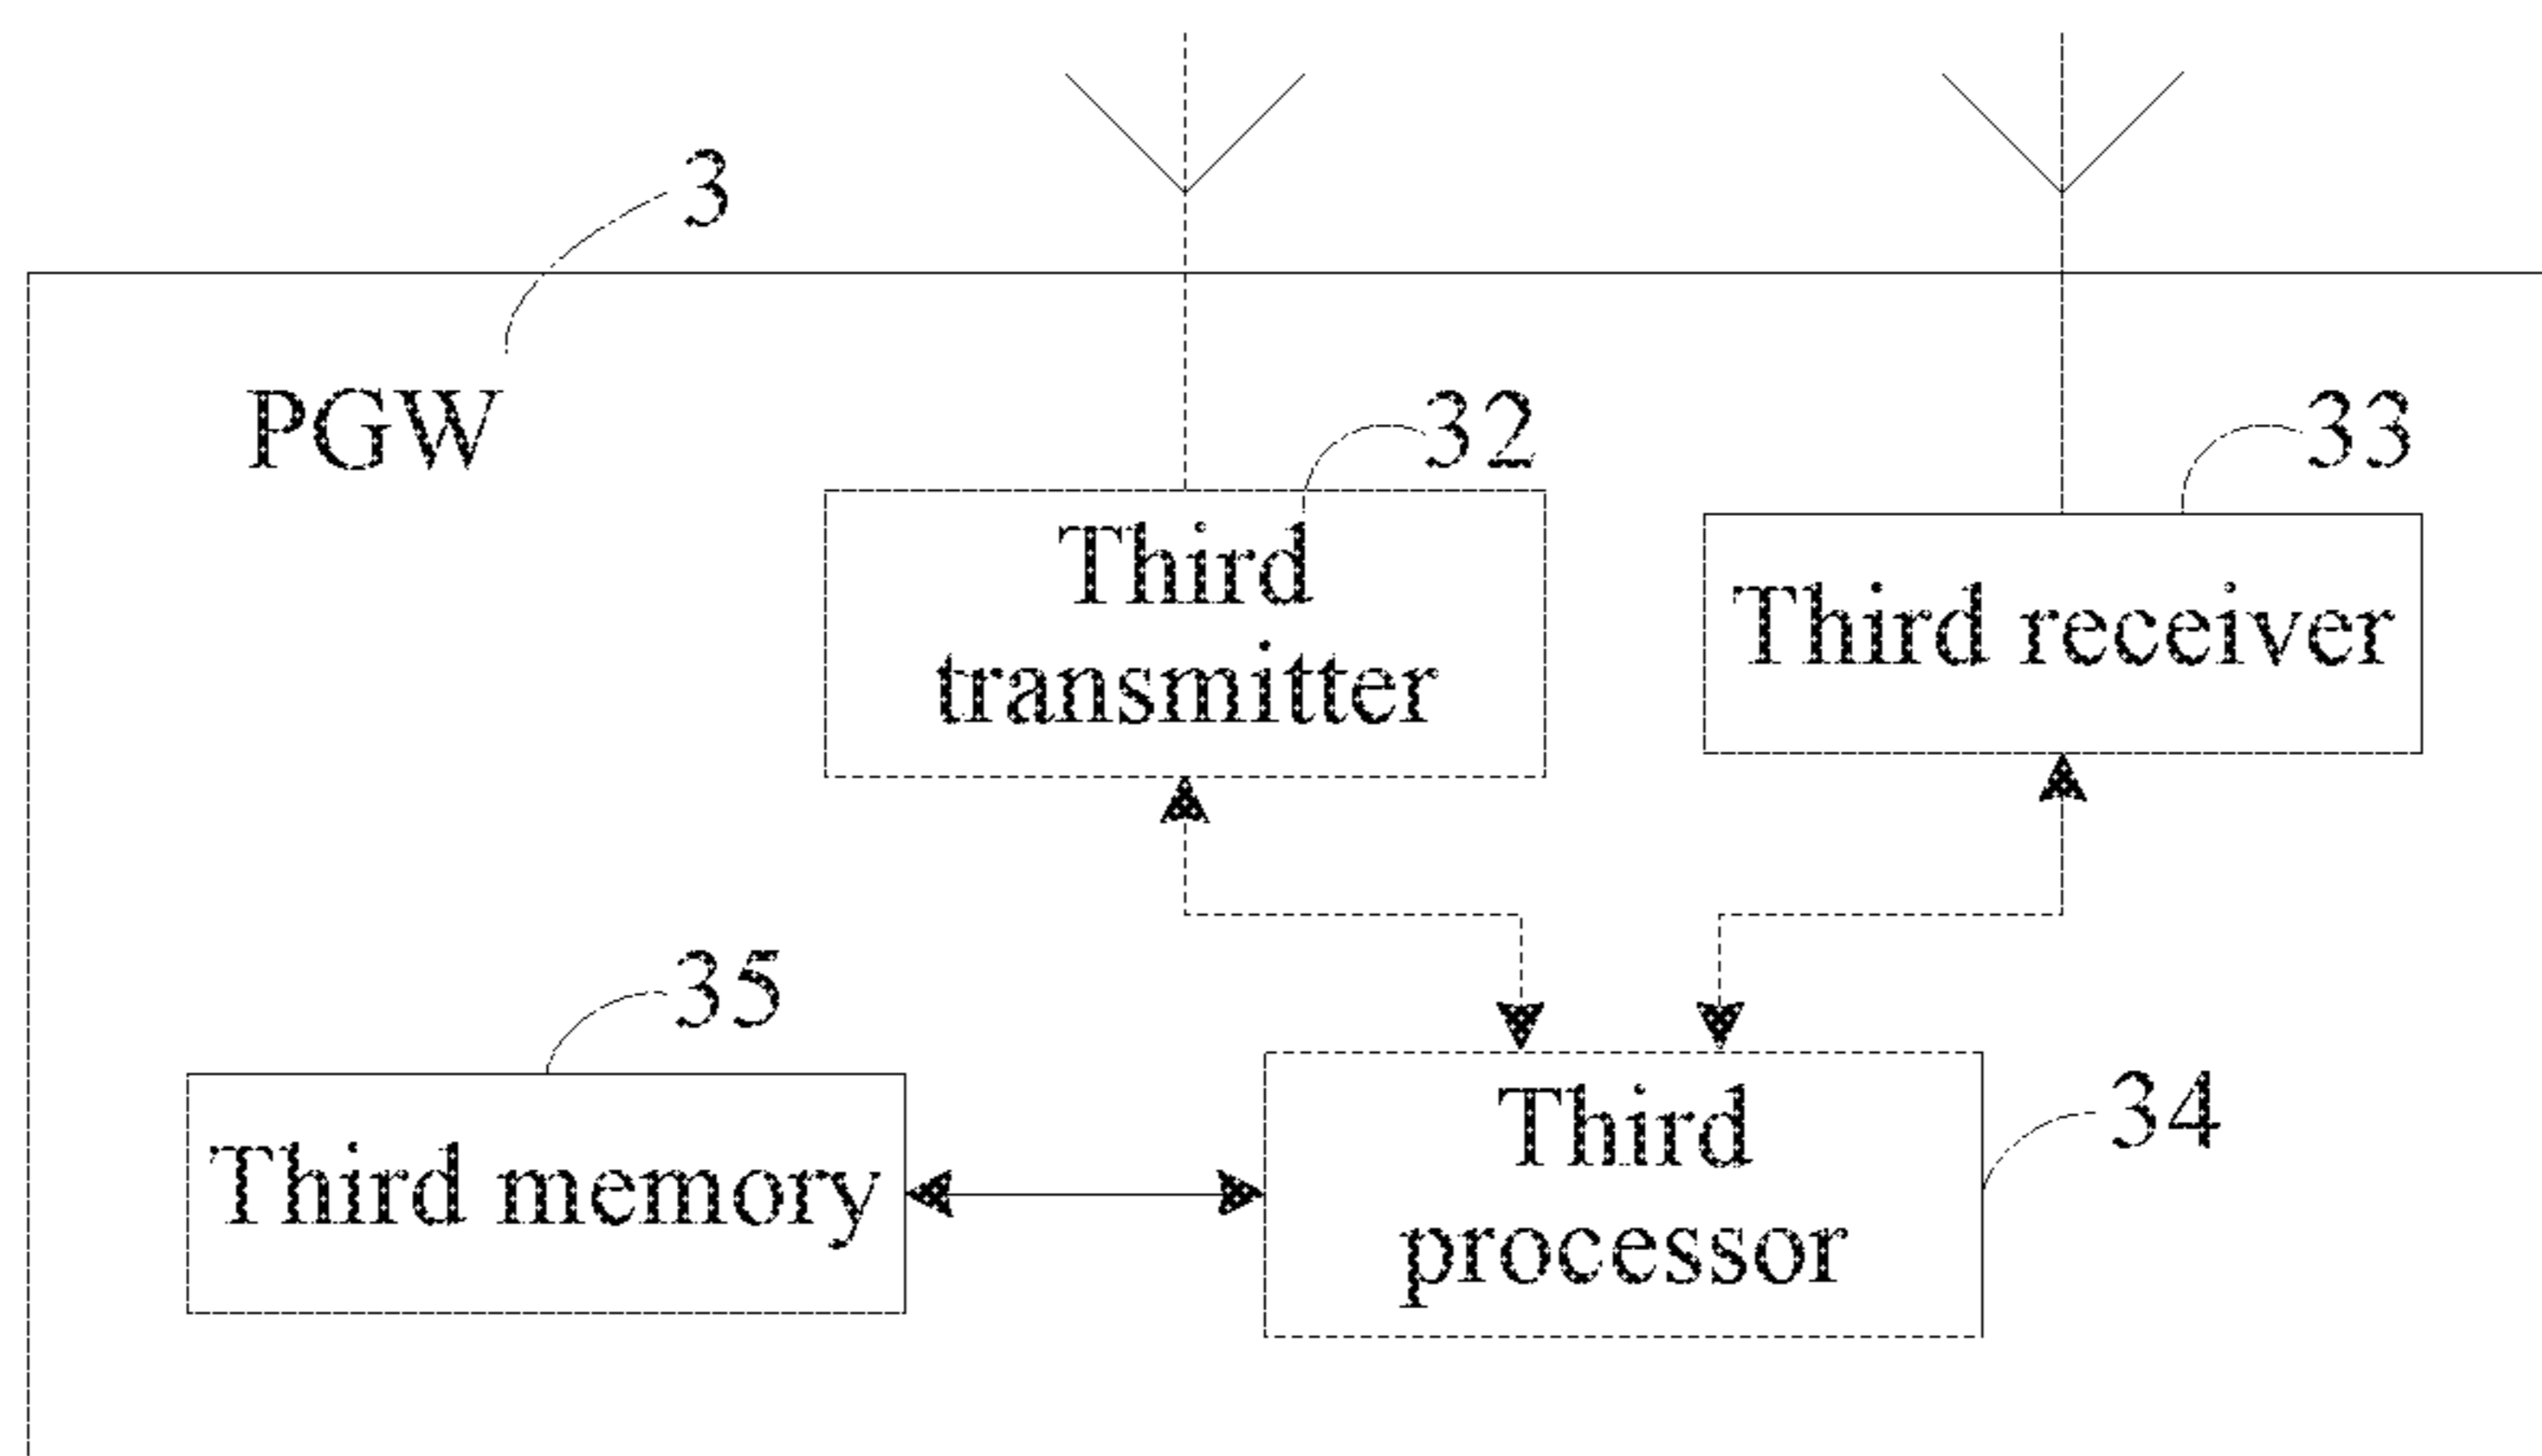 3
PGW
32
33
Third
transmitter
Third receiver
35
34
Third memory
Third
processor